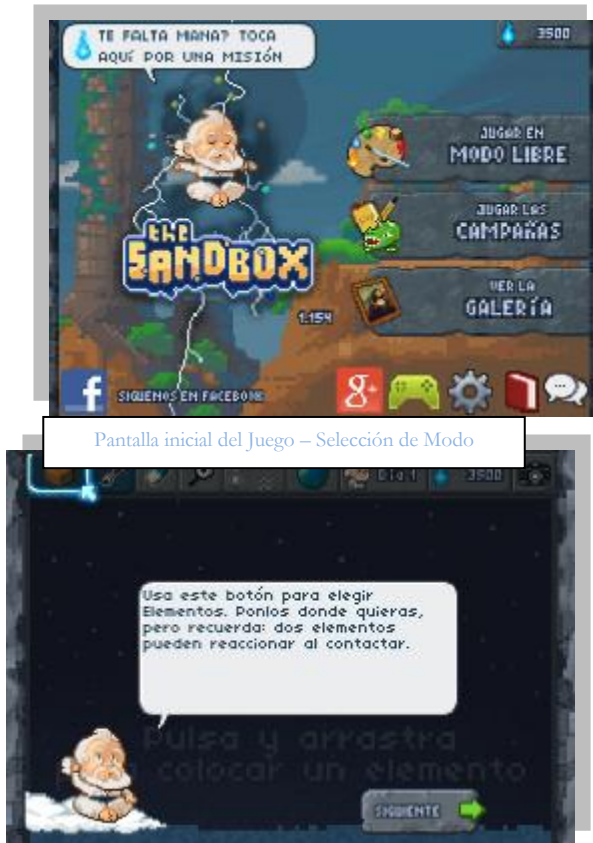 TE FALTA MANA? TOCA
AQUÍ POR UNA MISIÓN
3500
JUGAR EN
MODO LIBRE
the
SANDBOX
JUGAR LAS
CAMPAÑAS
VER LA
GALERÍA
1.154
f
SIGUENOS EN FACEBOOK
g+
Pantalla inicial del Juego – Selección de Modo
Día 1
3500
Usa este botón para elegir
Elementos. Ponlos donde quieras,
pero recuerda: dos elementos
pueden reaccionar al contactar.
Pulsa y arrastra
colocar un elemento
SIGUIENTE